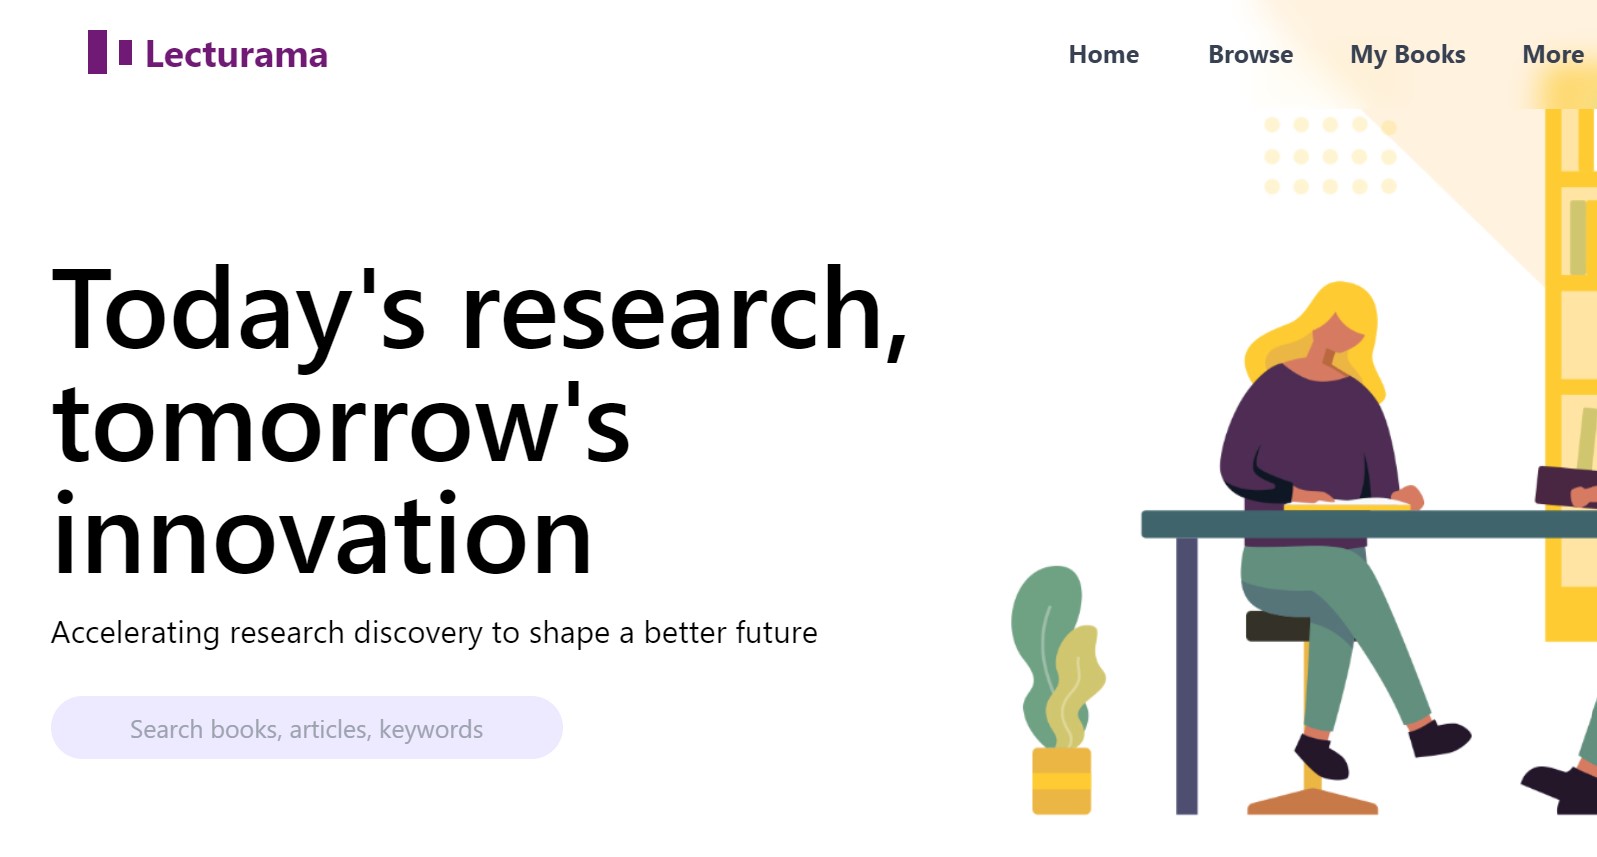 Lecturama
Home Browse My Books More
Today's research,
tomorrow's
innovation
Accelerating research discovery to shape a better future
Search books, articles, keywords